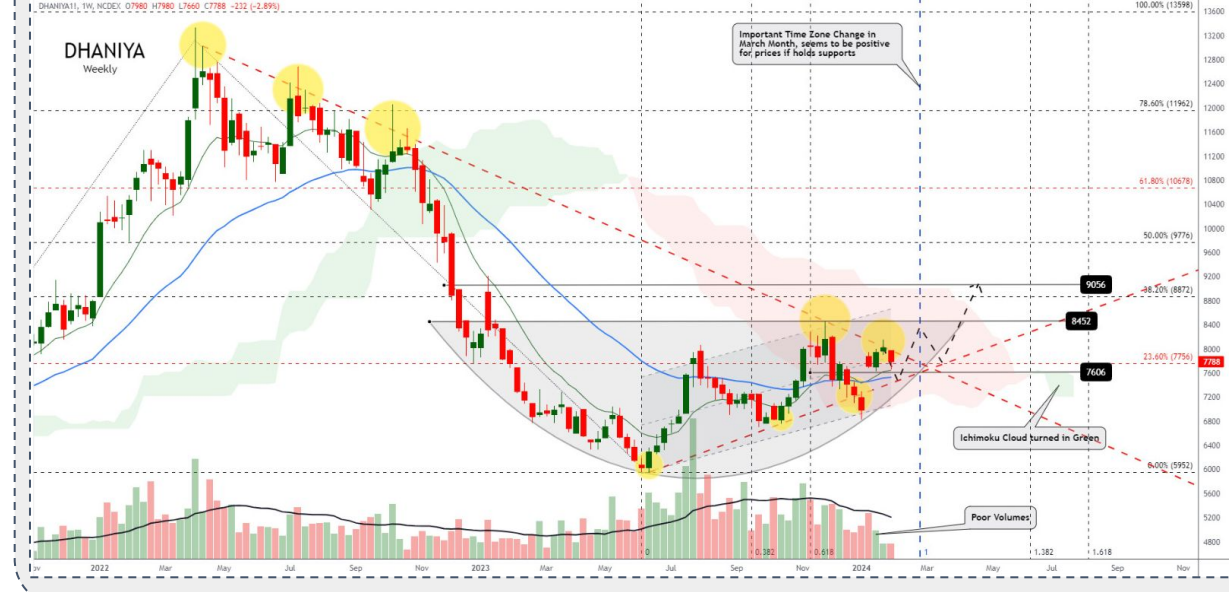 DHANIYA1!, 1W, NCDEX O7980 H7980 L7660 C7788 -232 (-2.89%)
DHANIYA
Weekly
Important Time Zone Change in
March Month, seems to be positive
for prices if holds supports
100.00% (13598)
78.60% (11962)
61.80% (10678)
50.00% (9776)
38.20% (8872)
23.60% (7756)
0.00% (5952)
9056
8452
7606
Ichimoku Cloud turned in Green
Poor Volumes
13600
13200
12800
12400
12000
11600
11200
10800
10400
10000
9600
9200
8800
8400
8000
7788
7600
7200
6800
6400
6000
5600
5200
4800
0
0.382
0.618
1
1.382
1.618
2022
Mar
May
Jul
Sep
Nov
2023
Mar
May
Jul
Sep
Nov
2024
Mar
May
Jul
Sep
Nov